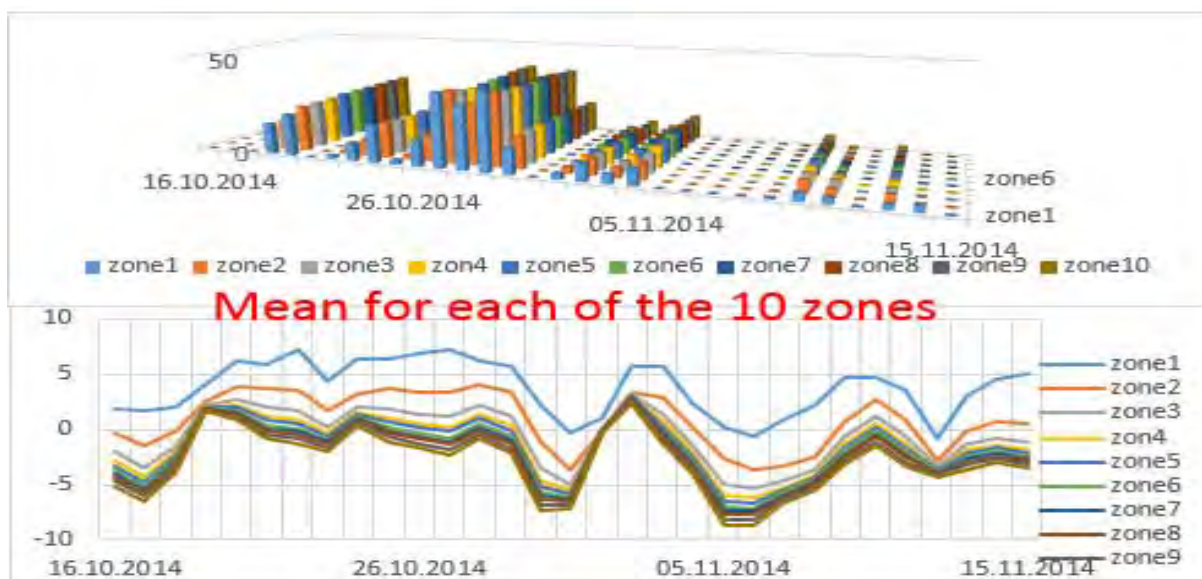 50
0
16.10.2014
26.10.2014
05.11.2014
15.11.2014
zone6
zone1
zone1 zone2 zone3 zon4 zone5 zone6 zone7 zone8 zone9 zone10
Mean for each of the 10 zones
10
5
0
-5
-10
16.10.2014 26.10.2014 05.11.2014 15.11.2014
zone1
zone2
zone3
zon4
zone5
zone6
zone7
zone8
zone9